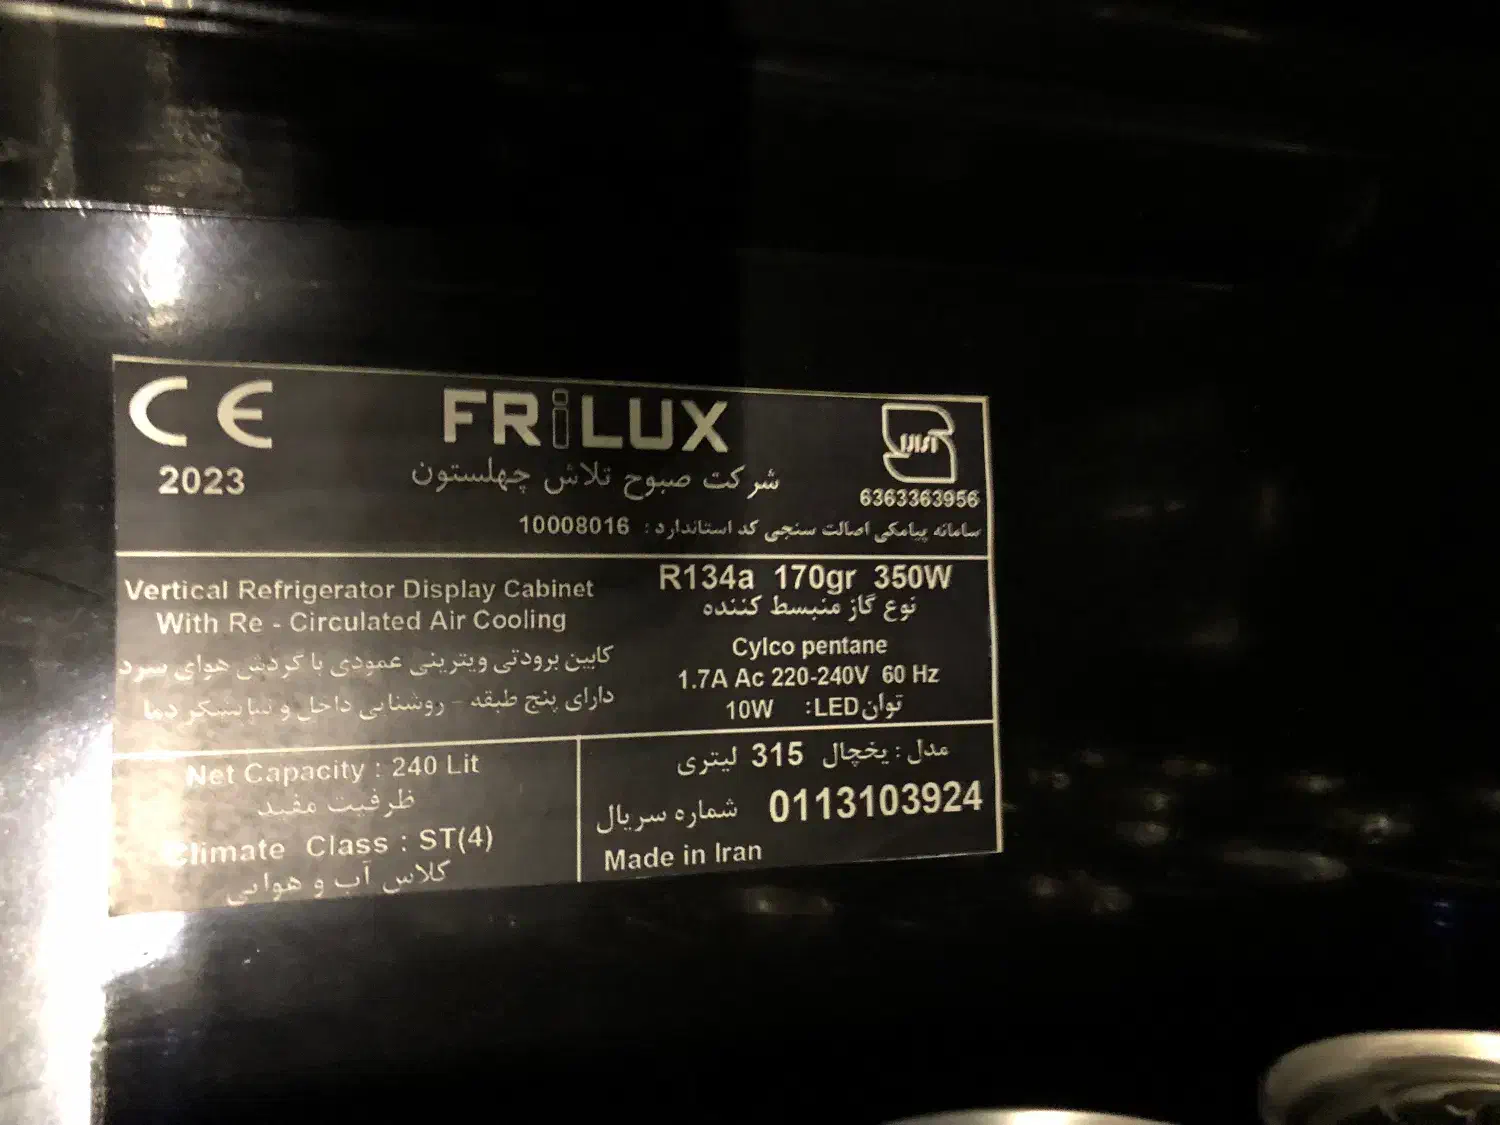 CE
2023
FRiLUX
شرکت صبوح تلاش چهلستون
6363363956
سامانه پیامکی اصالت سنجی کد استاندارد: 10008016
Vertical Refrigerator Display Cabinet
With Re - Circulated Air Cooling
کابین برودتی ویترینی عمودی با گردش هوای سرد
دارای پنج طبقه - روشنایی داخل و نمایشگر دما
R134a 170gr 350W
نوع گاز منبسط کننده
Cylco pentane
1.7A Ac 220-240V 60 Hz
توان LED: 10W
Net Capacity : 240 Lit
ظرفیت مفید
Climate Class : ST(4)
کلاس آب و هوایی
مدل : یخچال 315 لیتری
شماره سریال 0113103924
Made in Iran